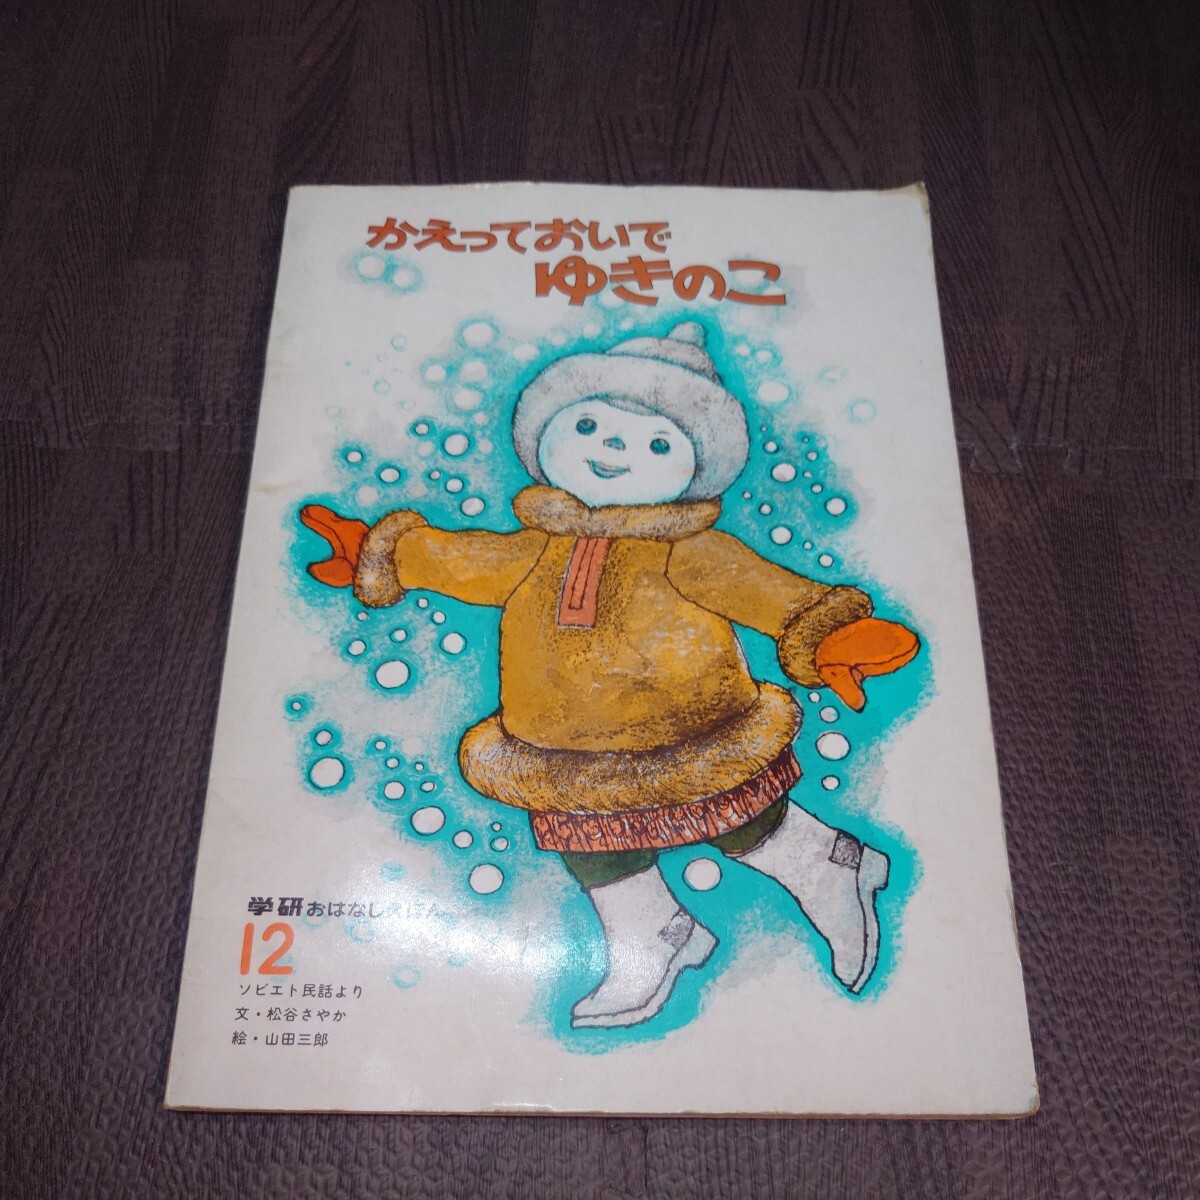 かえっておいで
ゆきのこ
学研おはなしえほん
12
ソビエト民話より
文・松谷さやか
絵・山田三郎